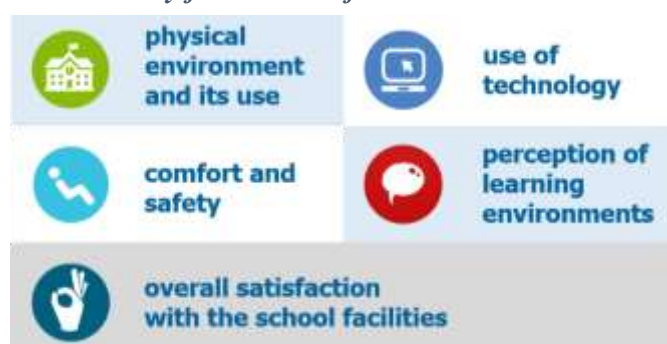 physical
environment
and its use
use of
technology
comfort and
safety
perception of
learning
environments
overall satisfaction
with the school facilities